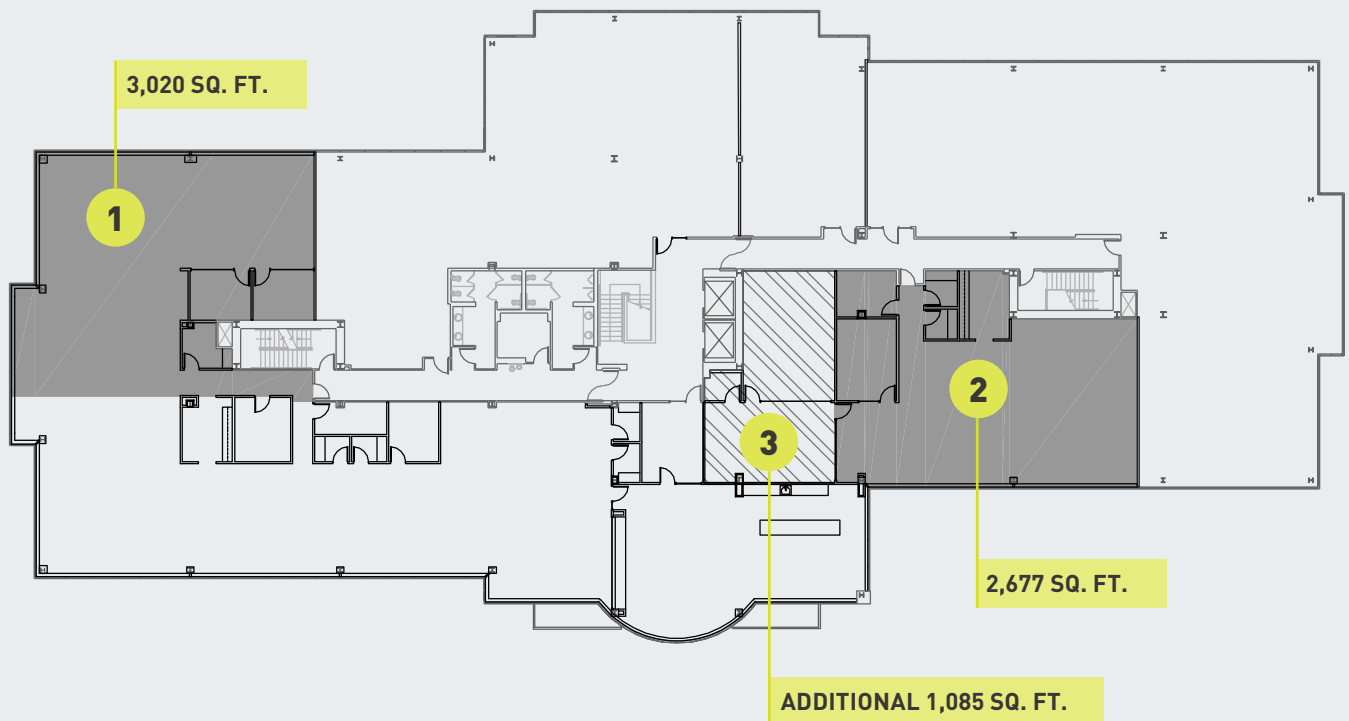 3,020 SQ. FT.
1
2
3
2,677 SQ. FT.
ADDITIONAL 1,085 SQ. FT.